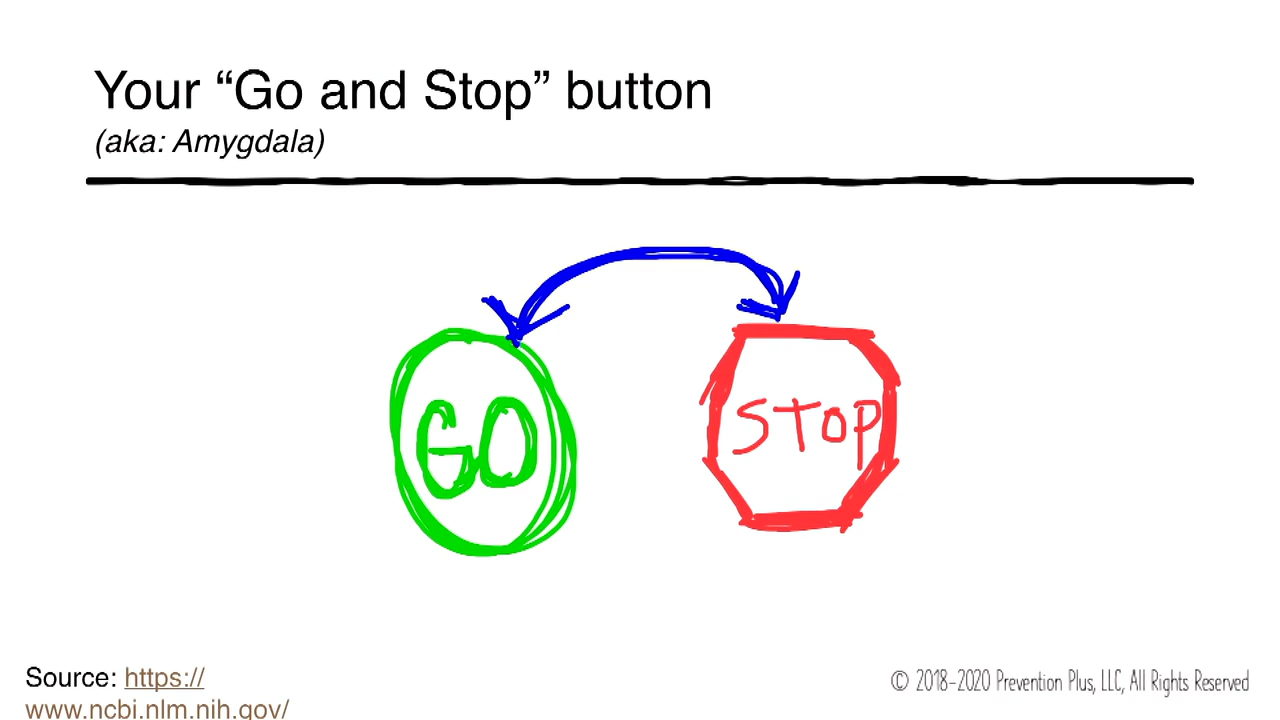 Your “Go and Stop” button
(aka: Amygdala)
GO
STOP
Source: https://
www.ncbi.nlm.nih.gov/
© 2018-2020 Prevention Plus, LLC, All Rights Reserved